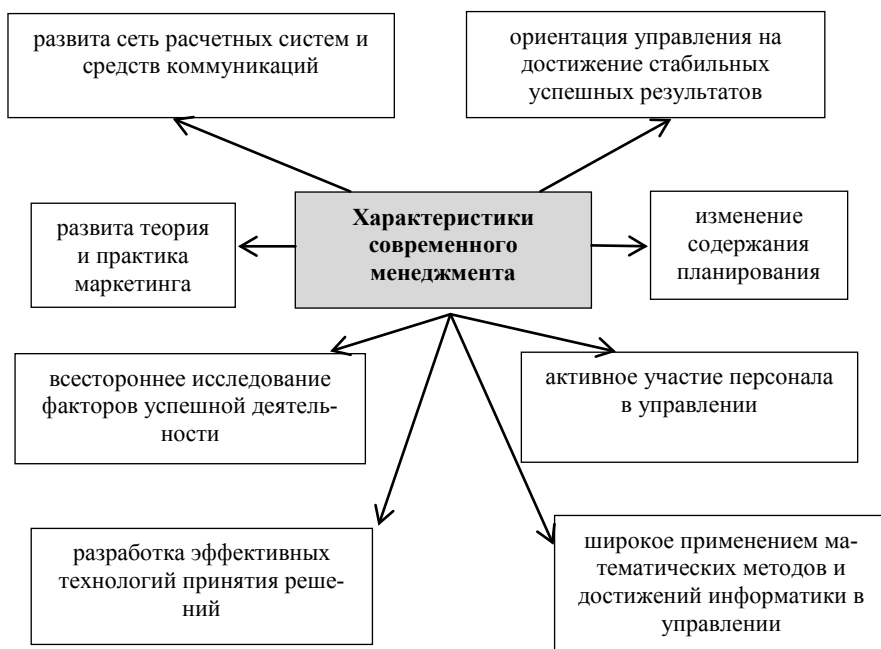 развита сеть расчетных систем и
средств коммуникаций
ориентация управления на
достижение стабильных
успешных результатов
Характеристики
современного
менеджмента
развита теория
и практика
маркетинга
изменение
содержания
планирования
всестороннее исследование
факторов успешной деятель-
ности
активное участие персонала
в управлении
разработка эффективных
технологий принятия реше-
ний
широкое применением ма-
тематических методов и
достижений информатики в
управлении